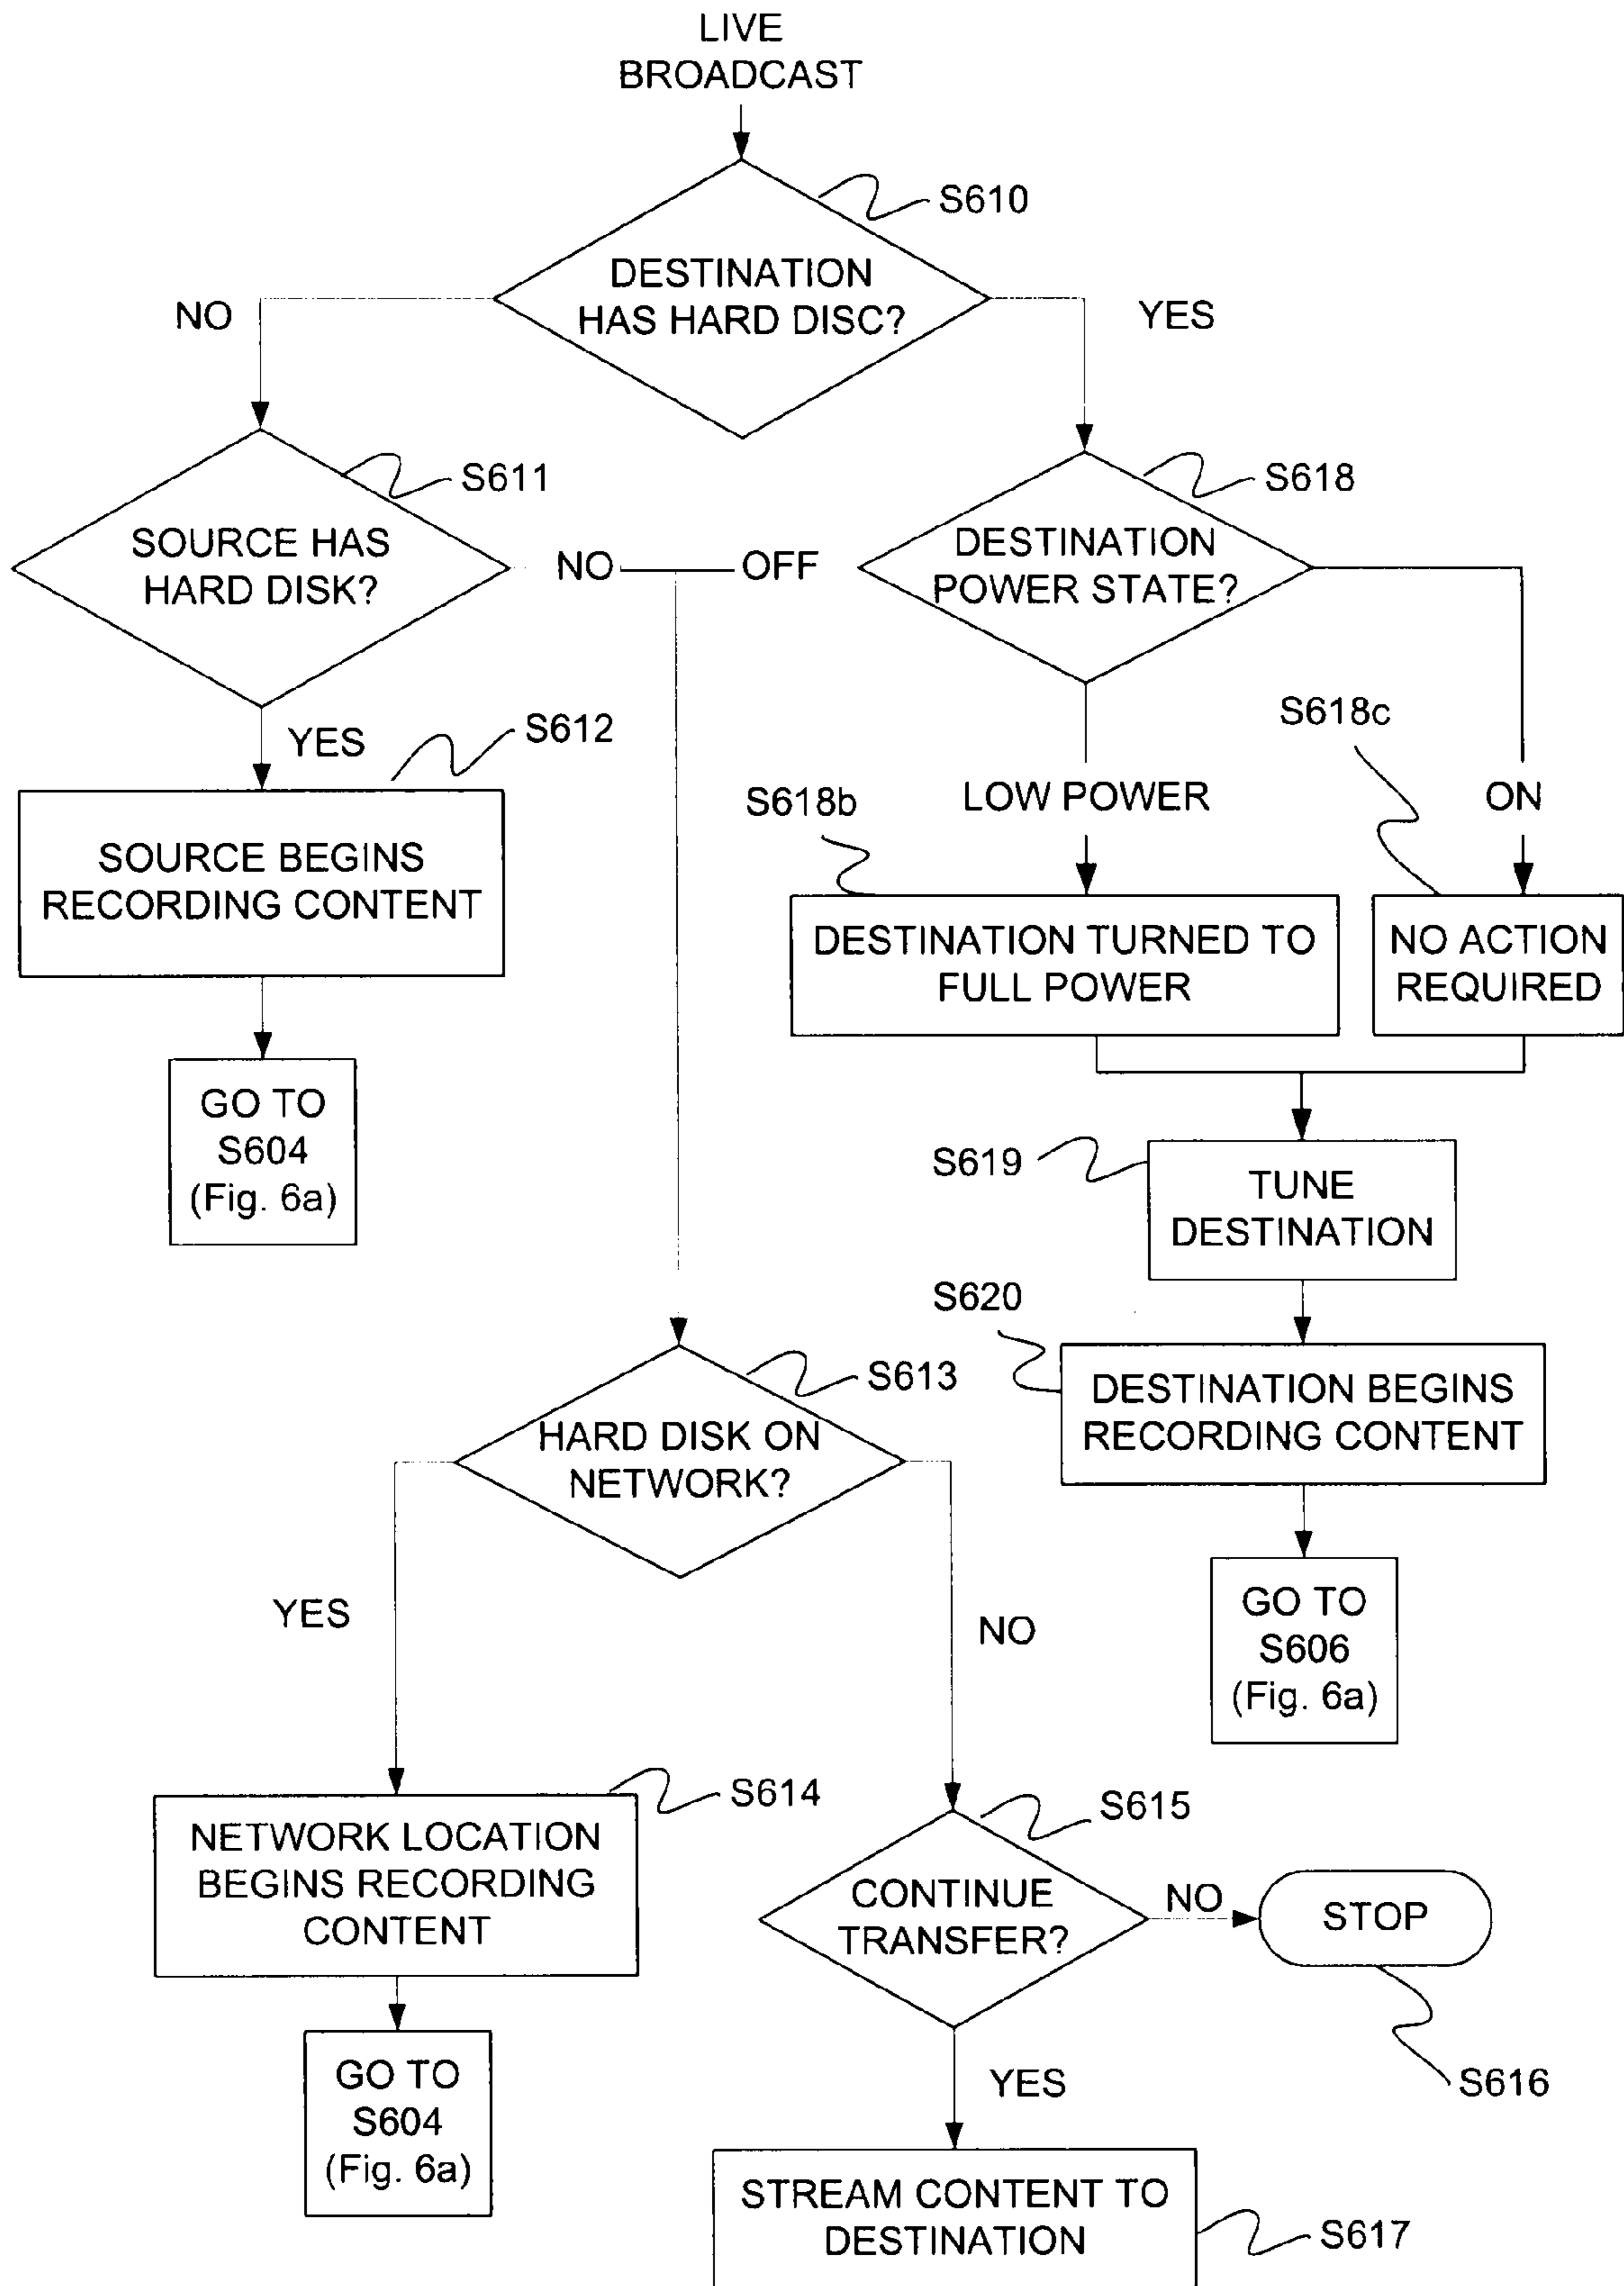 LIVE
BROADCAST
S610
DESTINATION
HAS HARD DISC?
NO
YES
S611
SOURCE HAS
HARD DISK?
NO
OFF
S618
DESTINATION
POWER STATE?
YES
S612
S618c
S618b
LOW POWER
ON
SOURCE BEGINS
RECORDING CONTENT
DESTINATION TURNED TO
FULL POWER
NO ACTION
REQUIRED
GO TO
S604
(Fig. 6a)
S619
TUNE
DESTINATION
S620
DESTINATION BEGINS
RECORDING CONTENT
S613
HARD DISK ON
NETWORK?
YES
NO
GO TO
S606
(Fig. 6a)
S614
NETWORK LOCATION
BEGINS RECORDING
CONTENT
S615
CONTINUE
TRANSFER?
NO
STOP
S616
GO TO
S604
(Fig. 6a)
YES
STREAM CONTENT TO
DESTINATION
S617